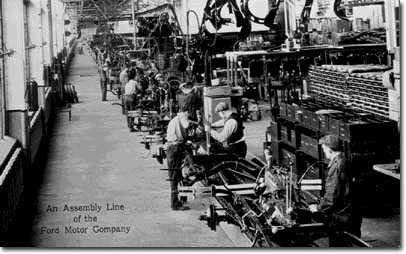 An Assembly Line
of the
Ford Motor Company